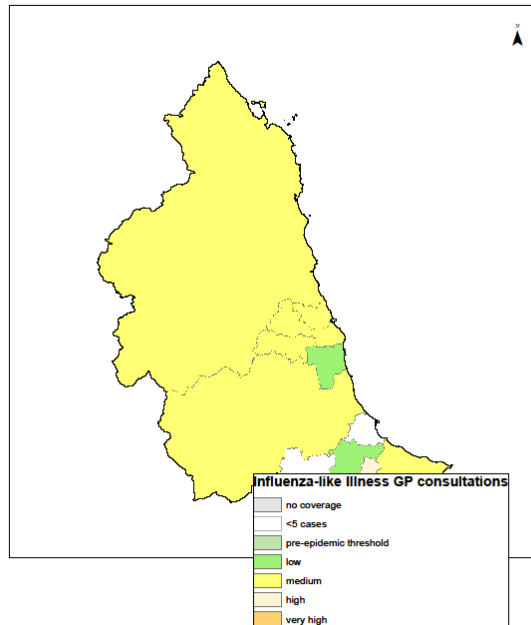 Influenza-like Illness GP consultations
no coverage
<5 cases
pre-epidemic threshold
low
medium
high
very high